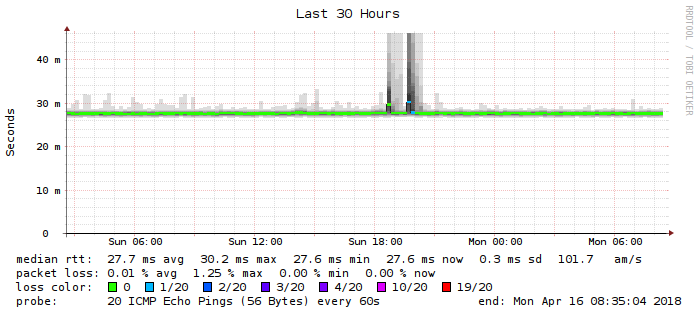 Last 30 Hours
RRDTOOL / TOBI OETIKER
Seconds
40 m
30 m
20 m
10 m
0
Sun 06:00 Sun 12:00 Sun 18:00 Mon 00:00 Mon 06:00
median rtt: 27.7 ms avg 30.2 ms max 27.6 ms min 27.6 ms now 0.3 ms sd 101.7 am/s
packet loss: 0.01 % avg 1.25 % max 0.00 % min 0.00 % now
loss color: 0 1/20 2/20 3/20 4/20 10/20 19/20
probe: 20 ICMP Echo Pings (56 Bytes) every 60s end: Mon Apr 16 08:35:04 2018